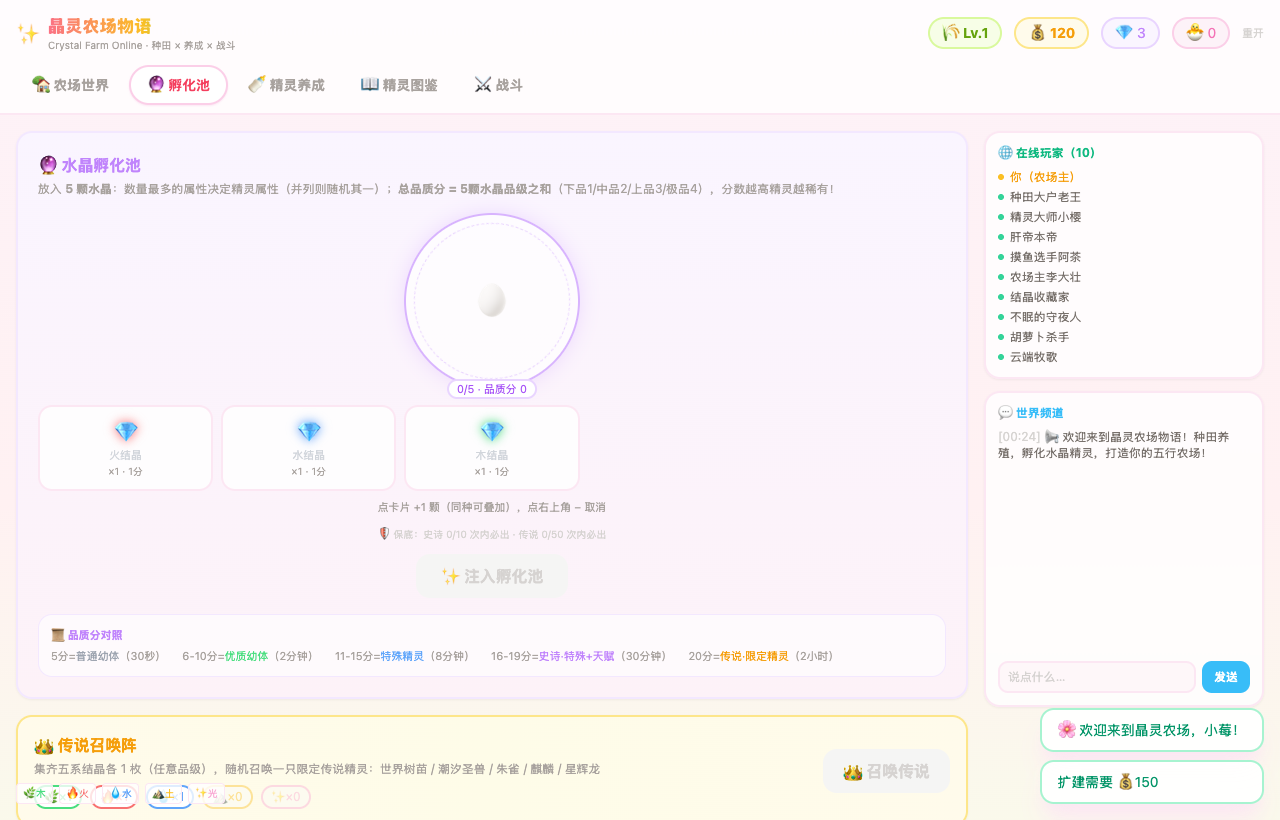 晶灵农场物语
Crystal Farm Online · 种田 × 养成 × 战斗
Lv.1
120
3
0
重开
农场世界
孵化池
精灵养成
精灵图鉴
战斗
水晶孵化池
放入 5 颗水晶：数量最多的属性决定精灵属性（并列则随机其一）；总品质分 = 5颗水晶品级之和（下品1/中品2/上品3/极品4），分数越高精灵越稀有！
0/5 · 品质分 0
火结晶
×1 · 1分
水结晶
×1 · 1分
木结晶
×1 · 1分
点卡片 +1 颗（同种可叠加），点右上角 − 取消
保底：史诗 0/10 次内必出 · 传说 0/50 次内必出
注入孵化池
品质分对照
5分=普通幼体（30秒） 6-10分=优质幼体（2分钟） 11-15分=特殊精灵（8分钟） 16-19分=史诗·特殊+天赋（30分钟） 20分=传说·限定精灵（2小时）
传说召唤阵
集齐五系结晶各 1 枚（任意品级），随机召唤一只限定传说精灵：世界树苗 / 潮汐圣兽 / 朱雀 / 麒麟 / 星辉龙
召唤传说
木 火 水 土 光
×0
×0
在线玩家（10）
你（农场主）
种田大户老王
精灵大师小樱
肝帝本帝
摸鱼选手阿茶
农场主李大壮
结晶收藏家
不眠的守夜人
胡萝卜杀手
云端牧歌
世界频道
[00:24] 欢迎来到晶灵农场物语！种田养
殖，孵化水晶精灵，打造你的五行农场！
说点什么...
发送
欢迎来到晶灵农场，小莓！
扩建需要 150